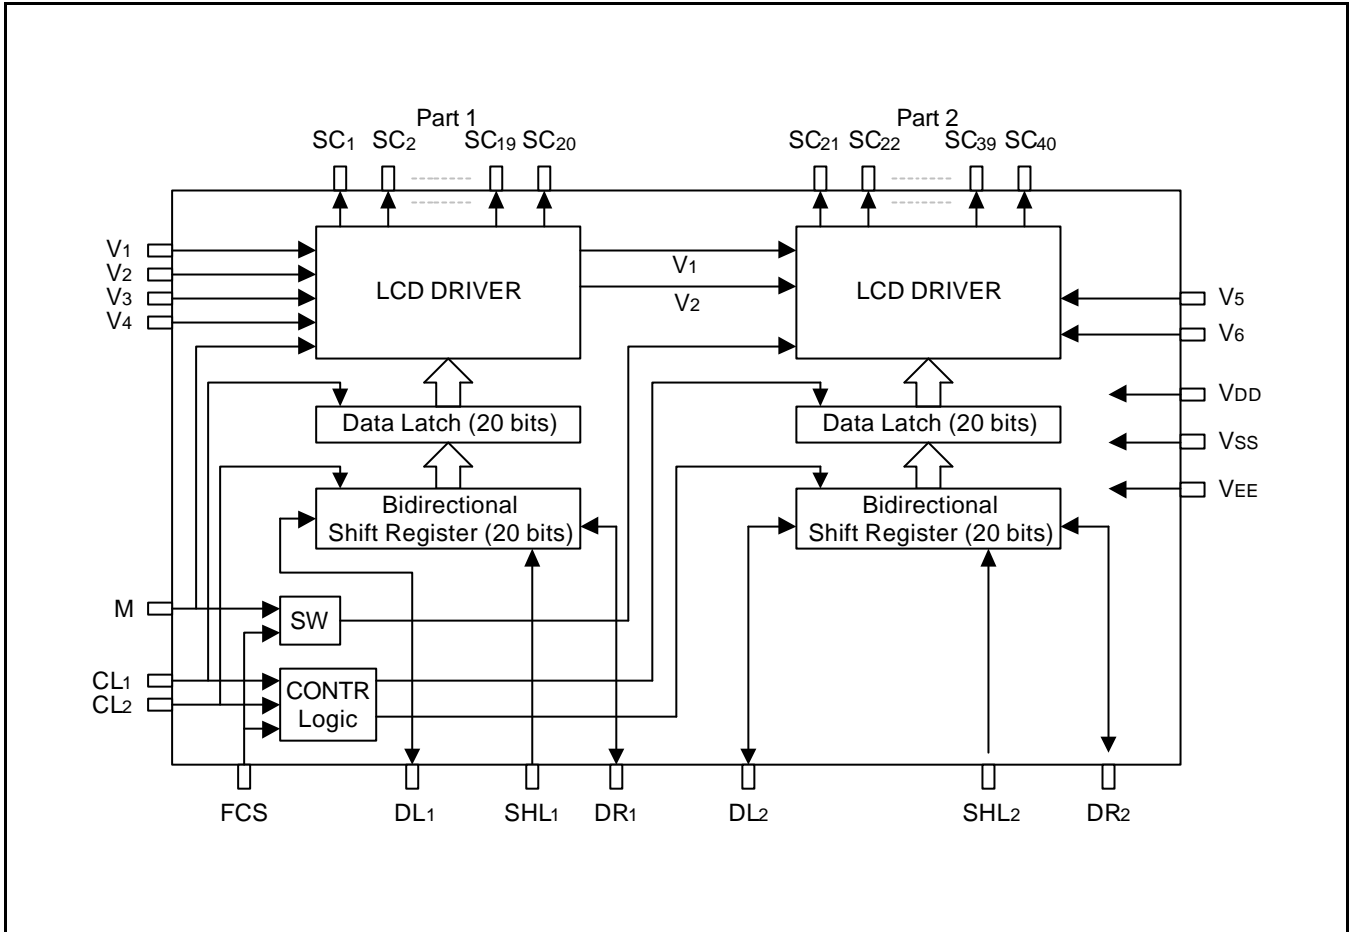 Part 1
Part 2
SC1 SC2 SC19 SC20
SC21 SC22 SC39 SC40
V1
V2
V3
V4
LCD DRIVER
V1
V2
LCD DRIVER
V5
V6
VDD
VSS
VEE
Data Latch (20 bits)
Data Latch (20 bits)
Bidirectional
Shift Register (20 bits)
Bidirectional
Shift Register (20 bits)
M
SW
CL1
CL2
CONTR
Logic
FCS DL1 SHL1 DR1 DL2 SHL2 DR2